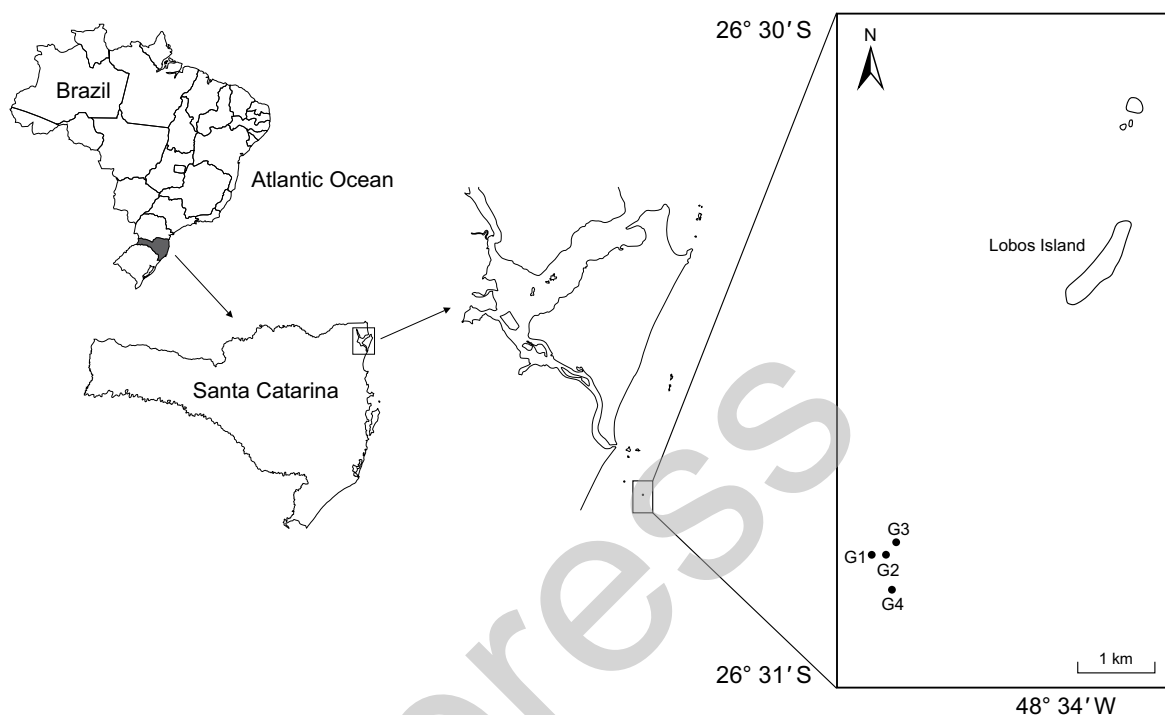 26° 30′ S
N
Brazil
Atlantic Ocean
Lobos Island
Santa Catarina
G3
G1
G2
G4
1 km
26° 31′ S
48° 34′ W
ress